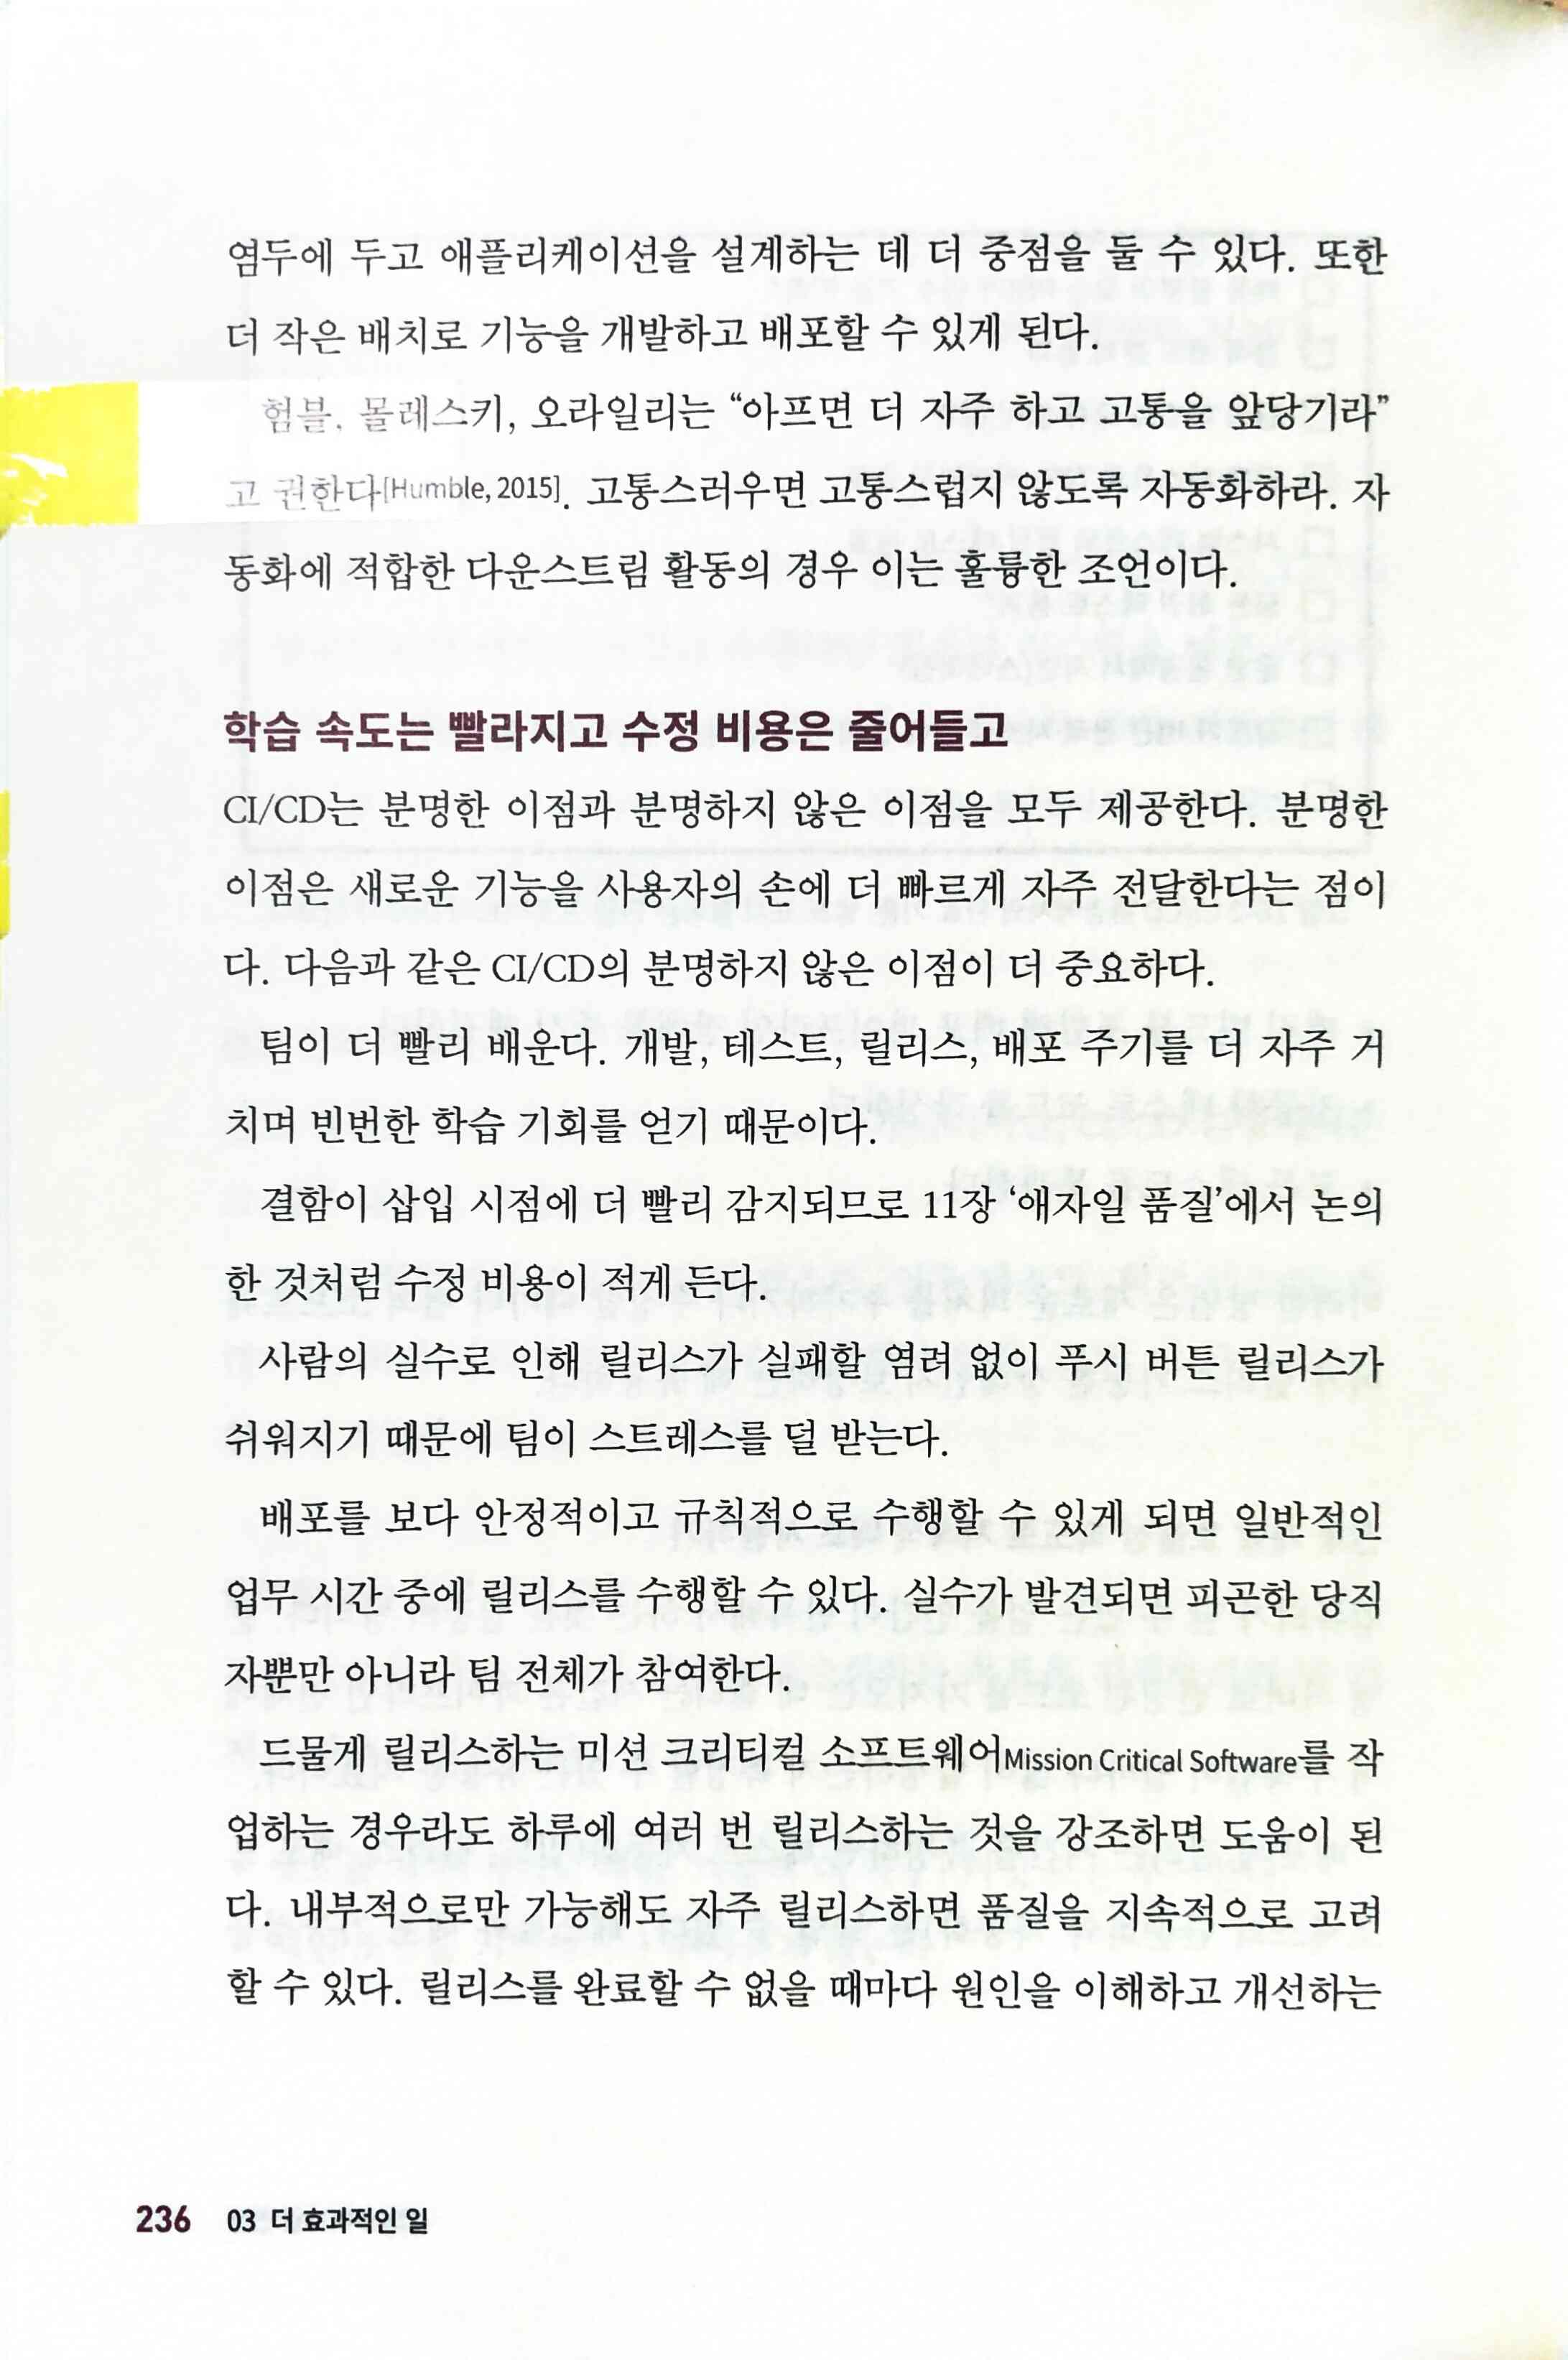 염두에 두고 애플리케이션을 설계하는 데 더 중점을 둘 수 있다. 또한
더 작은 배치로 기능을 개발하고 배포할 수 있게 된다.
험블, 몰레스키, 오라일리는 “아프면 더 자주 하고 고통을 앞당기라”
고 권한다[Humble, 2015]. 고통스러우면 고통스럽지 않도록 자동화하라. 자
동화에 적합한 다운스트림 활동의 경우 이는 훌륭한 조언이다.
학습 속도는 빨라지고 수정 비용은 줄어들고
CI/CD는 분명한 이점과 분명하지 않은 이점을 모두 제공한다. 분명한
이점은 새로운 기능을 사용자의 손에 더 빠르게 자주 전달한다는 점이
다. 다음과 같은 CI/CD의 분명하지 않은 이점이 더 중요하다.
팀이 더 빨리 배운다. 개발, 테스트, 릴리스, 배포 주기를 더 자주 거
치며 빈번한 학습 기회를 얻기 때문이다.
결함이 삽입 시점에 더 빨리 감지되므로 11장 ‘애자일 품질’에서 논의
한 것처럼 수정 비용이 적게 든다.
사람의 실수로 인해 릴리스가 실패할 염려 없이 푸시 버튼 릴리스가
쉬워지기 때문에 팀이 스트레스를 덜 받는다.
배포를 보다 안정적이고 규칙적으로 수행할 수 있게 되면 일반적인
업무 시간 중에 릴리스를 수행할 수 있다. 실수가 발견되면 피곤한 당직
자뿐만 아니라 팀 전체가 참여한다.
드물게 릴리스하는 미션 크리티컬 소프트웨어Mission Critical Software를 작
업하는 경우라도 하루에 여러 번 릴리스하는 것을 강조하면 도움이 된
다. 내부적으로만 가능해도 자주 릴리스하면 품질을 지속적으로 고려
할 수 있다. 릴리스를 완료할 수 없을 때마다 원인을 이해하고 개선하는
236 03 더 효과적인 일